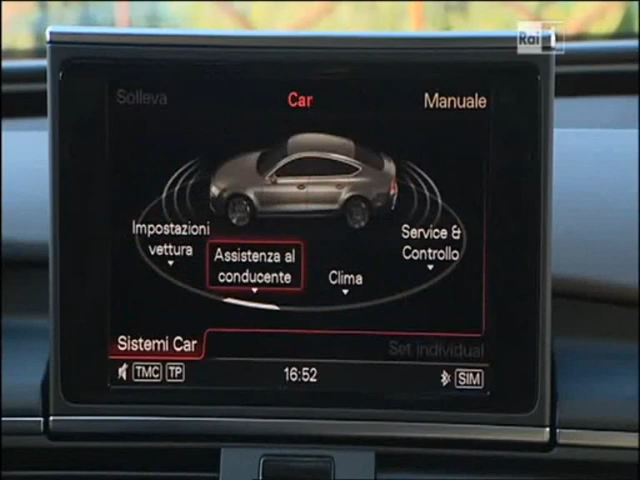 Rai 1
Solleva
Car
Manuale
Impostazioni
vettura
Assistenza al
conducente
Clima
Service &
Controllo
Sistemi Car
Set individual
TMC TP
16:52
SIM